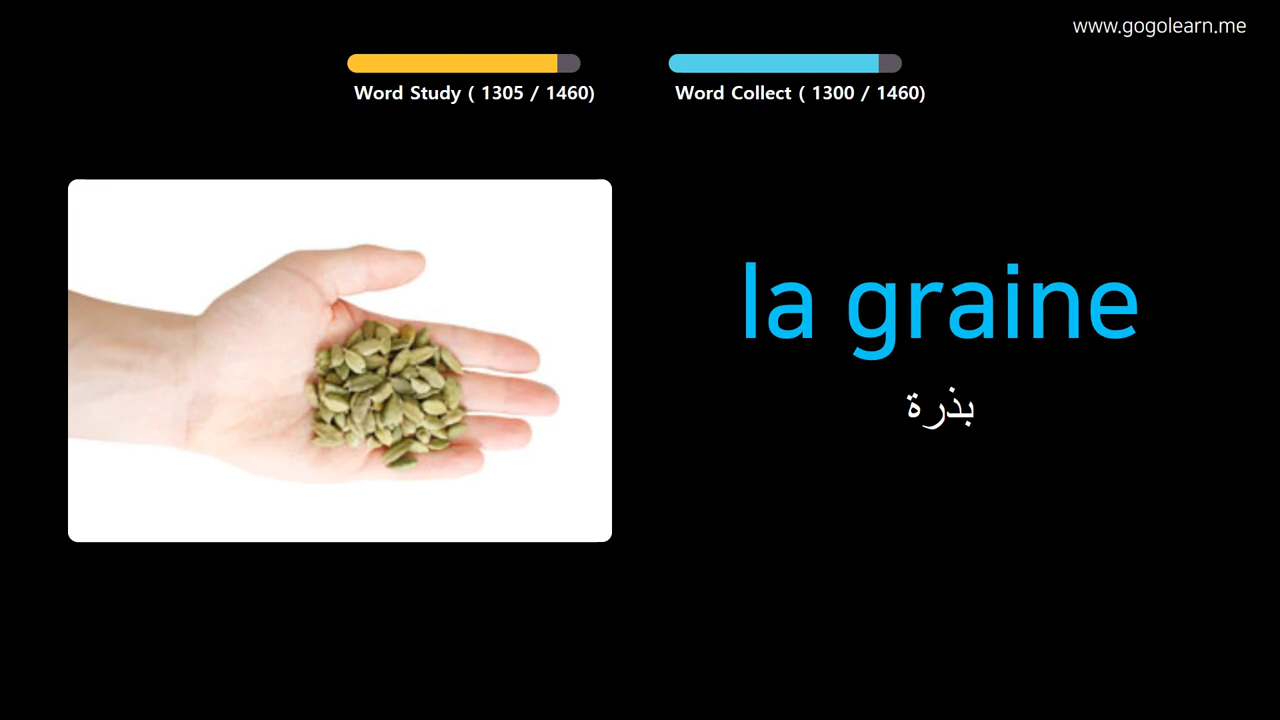 www.gogolearn.me
Word Study ( 1305 / 1460)
Word Collect ( 1300 / 1460)
la graine
بذرة